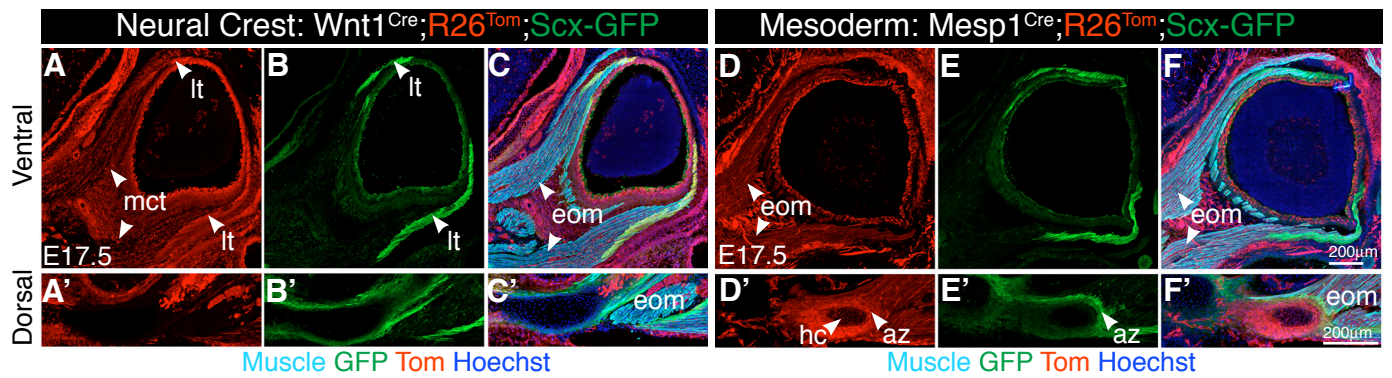 Neural Crest: Wnt1Cre;R26Tom;Scx-GFP
Mesoderm: Mesp1Cre;R26Tom;Scx-GFP
Ventral
A
lt
mct
lt
E17.5
B
lt
lt
C
eom
D
eom
E17.5
E
F
eom
200μm
Dorsal
A'
B'
C'
eom
D'
hc
az
E'
az
F'
eom
200μm
Muscle GFP Tom Hoechst
Muscle GFP Tom Hoechst